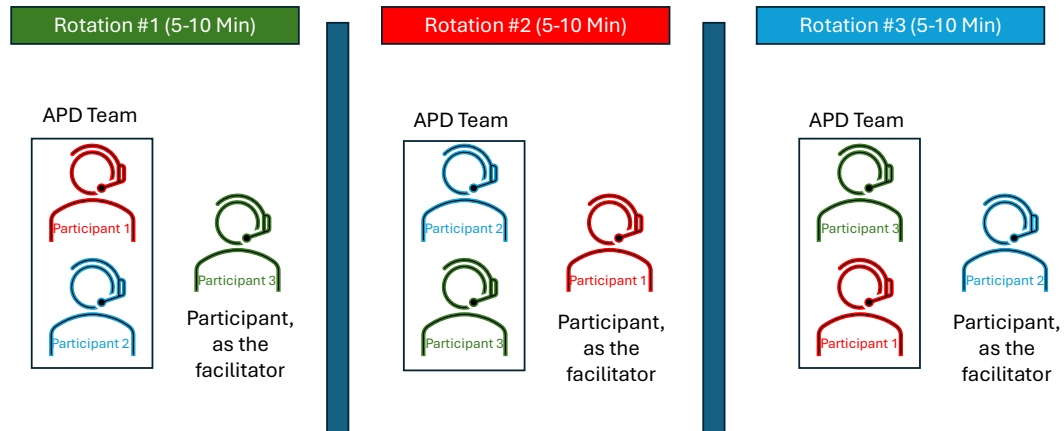 Rotation #1 (5-10 Min)
APD Team
Participant 1
Participant 2
Participant 3
Participant,
as the
facilitator
Rotation #2 (5-10 Min)
APD Team
Participant 2
Participant 3
Participant 1
Participant,
as the
facilitator
Rotation #3 (5-10 Min)
APD Team
Participant 3
Participant 1
Participant 2
Participant,
as the
facilitator